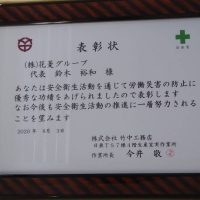 表彰状
(株)花菱グループ
代表 鈴木 裕和 様
あなたは安全衛生活動を通じて労働災害の防止に
優秀な功績をあげられましたので表彰します
なお今後も安全衛生活動の推進に一層努力される
ことを望みます
2020年 8月 3日
株式会社 竹中工務店
作業所長 今井 敬